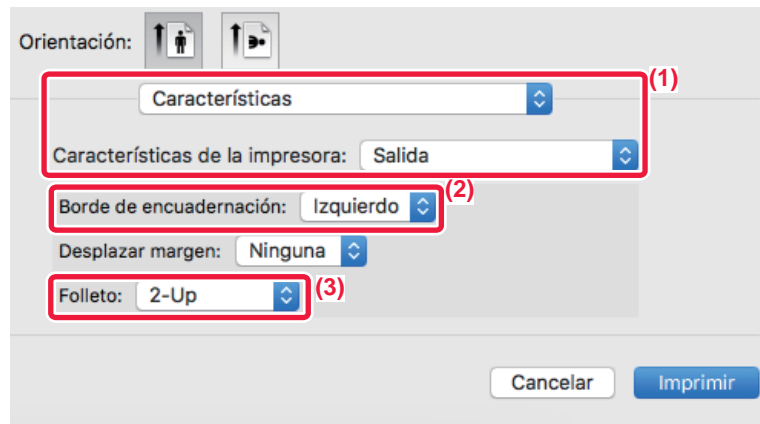 Orientación:
(1)
Características
Características de la impresora: Salida
(2)
Borde de encuadernación: Izquierdo
Desplazar margen: Ninguna
Folleto: 2-Up (3)
Cancelar Imprimir